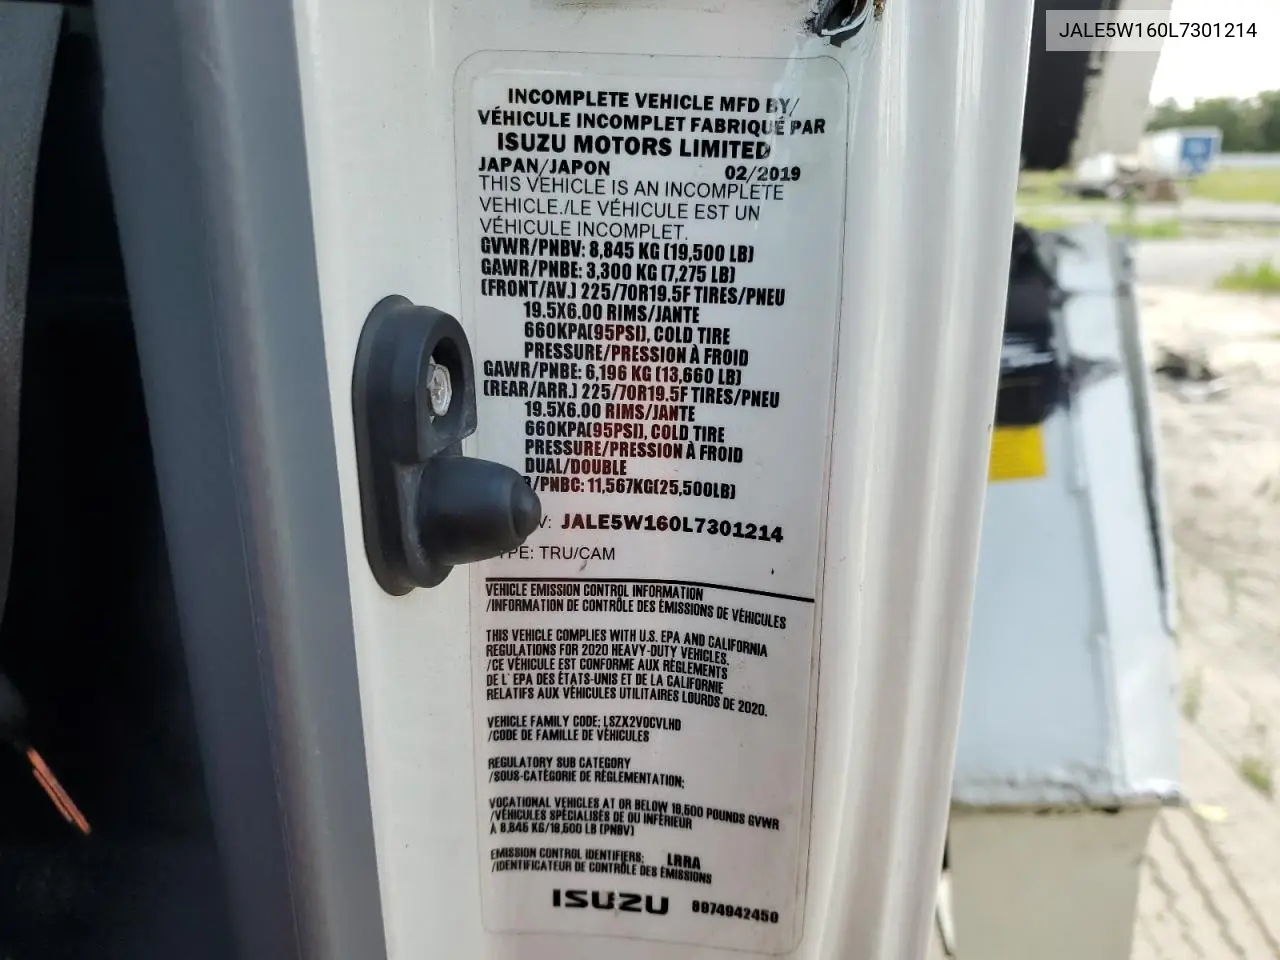 JALE5W160L7301214
INCOMPLETE VEHICLE MFD BY/
VÉHICULE INCOMPLET FABRIQUÉ PAR
ISUZU MOTORS LIMITED
JAPAN/JAPON 02/2019
THIS VEHICLE IS AN INCOMPLETE
VEHICLE./LE VÉHICULE EST UN
VÉHICULE INCOMPLET.
GVWR/PNBV: 8,845 KG (19,500 LB)
GAWR/PNBE: 3,300 KG (7,275 LB)
(FRONT/AV.) 225/70R19.5F TIRES/PNEU
19.5X6.00 RIMS/JANTE
660KPA(95PSI), COLD TIRE
PRESSURE/PRESSION À FROID
GAWR/PNBE: 6,196 KG (13,660 LB)
(REAR/ARR.) 225/70R19.5F TIRES/PNEU
19.5X6.00 RIMS/JANTE
660KPA(95PSI), COLD TIRE
PRESSURE/PRESSION À FROID
DUAL/DOUBLE
/PNBC: 11,567KG(25,500LB)
V: JALE5W160L7301214
PE: TRU/CAM
VEHICLE EMISSION CONTROL INFORMATION
/INFORMATION DE CONTRÔLE DES ÉMISSIONS DE VÉHICULES
THIS VEHICLE COMPLIES WITH U.S. EPA AND CALIFORNIA
REGULATIONS FOR 2020 HEAVY-DUTY VEHICLES.
/CE VÉHICULE EST CONFORME AUX RÈGLEMENTS
DE L' EPA DES ÉTATS-UNIS ET DE LA CALIFORNIE
RELATIFS AUX VÉHICULES UTILITAIRES LOURDS DE 2020.
VEHICLE FAMILY CODE: LSZX2VOCVLHD
/CODE DE FAMILLE DE VÉHICULES
REGULATORY SUB CATEGORY
/SOUS-CATÉGORIE DE RÉGLEMENTATION:
VOCATIONAL VEHICLES AT OR BELOW 19,500 POUNDS GVWR
/VÉHICULES SPÉCIALISÉS DE OU INFÉRIEUR
À 8,845 KG/19,500 LB (PNBV)
EMISSION CONTROL IDENTIFIERS: LRRA
/IDENTIFICATEUR DE CONTRÔLE DES ÉMISSIONS
ISUZU 8974942450